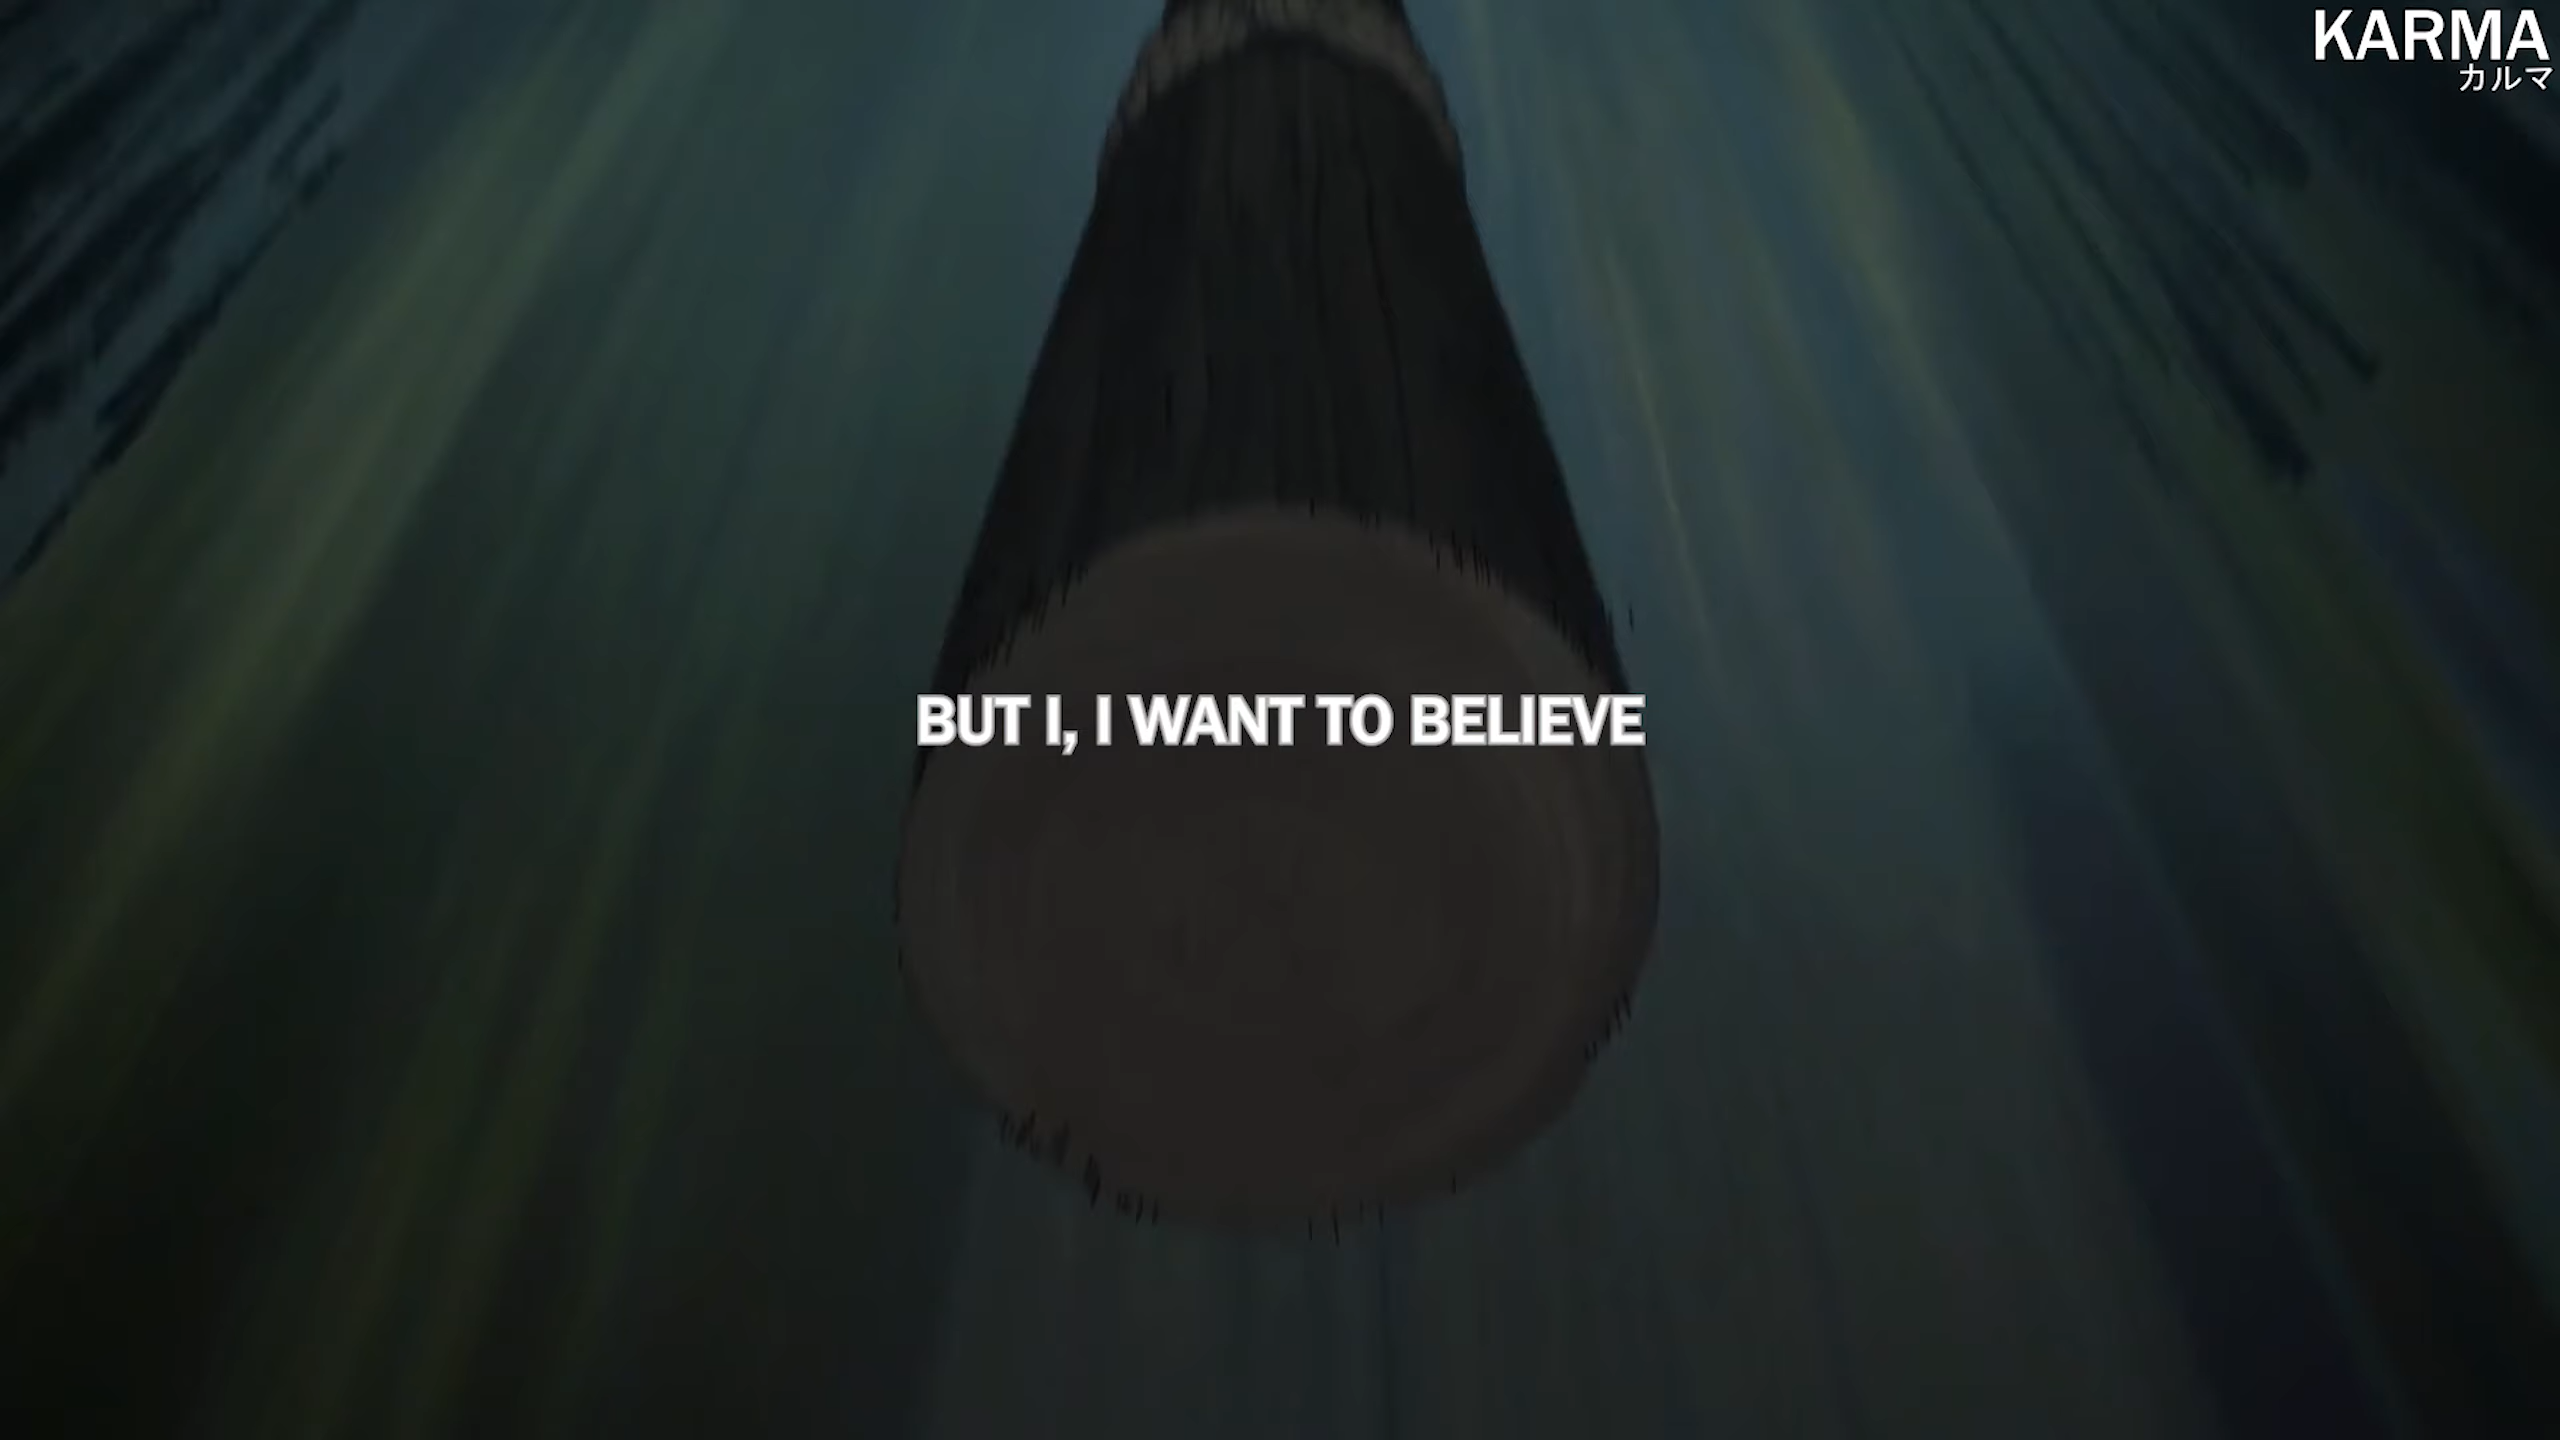 KARMA
カルマ
BUT I, I WANT TO BELIEVE